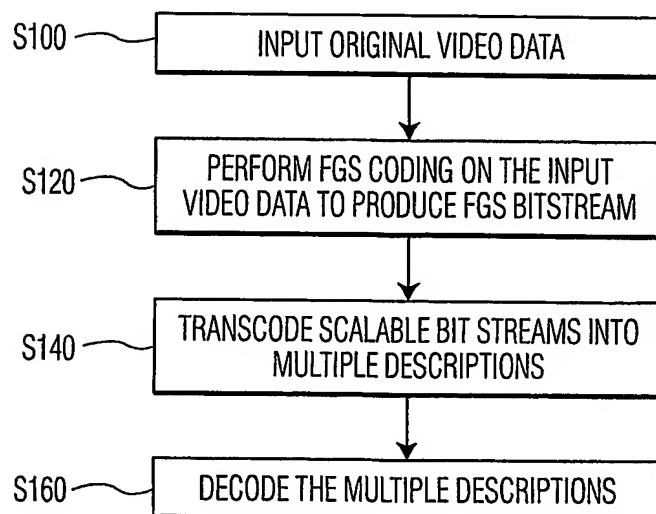 S100
INPUT ORIGINAL VIDEO DATA
S120
PERFORM FGS CODING ON THE INPUT
VIDEO DATA TO PRODUCE FGS BITSTREAM
S140
TRANSCODE SCALABLE BIT STREAMS INTO
MULTIPLE DESCRIPTIONS
S160
DECODE THE MULTIPLE DESCRIPTIONS